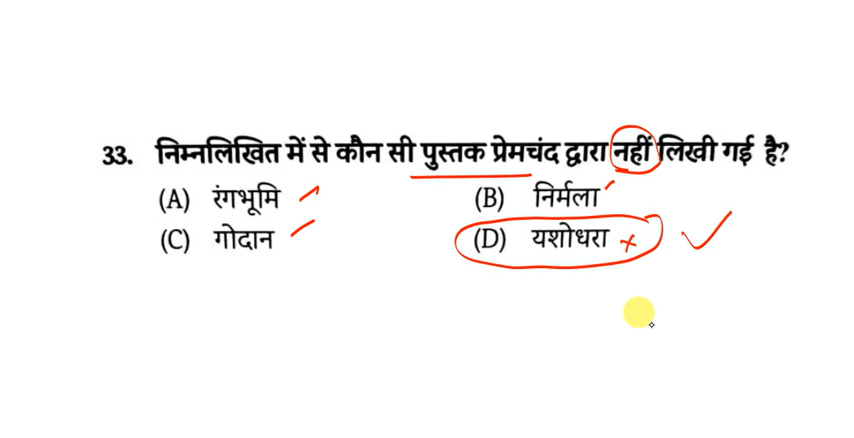 33. निम्नलिखित में से कौन सी पुस्तक प्रेमचंद द्वारा नहीं लिखी गई है?
(A) रंगभूमि (B) निर्मला
(C) गोदान (D) यशोधरा